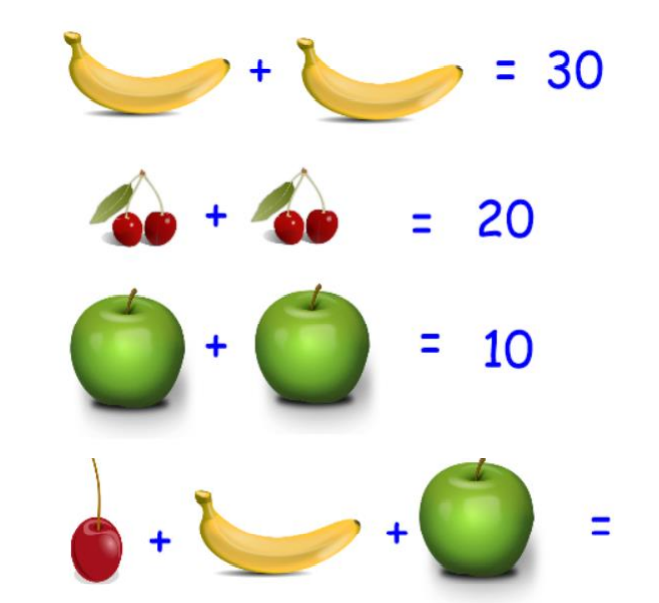 + = 30
+ = 20
+ = 10
+ + =